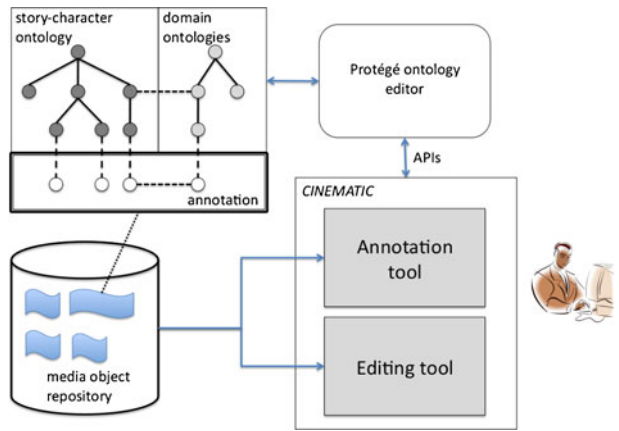 story-character
ontology
domain
ontologies
Protégé ontology
editor
APIs
annotation
CINEMATIC
Annotation
tool
Editing tool
media object
repository